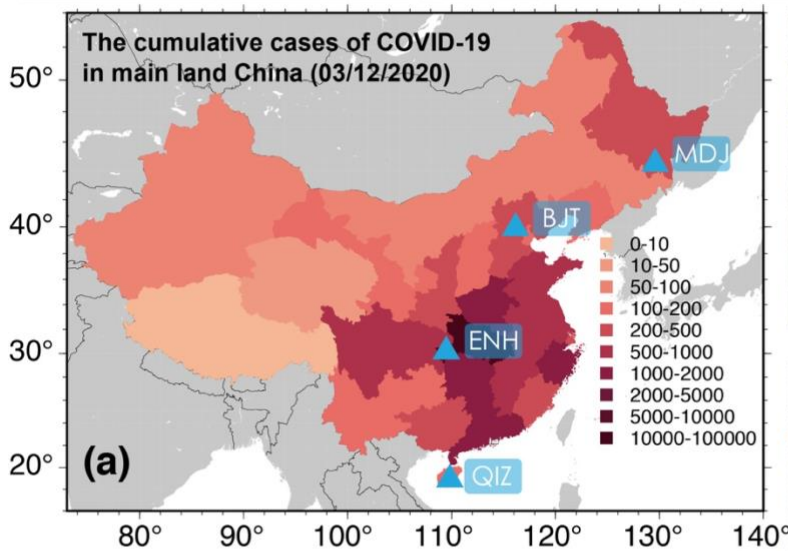 The cumulative cases of COVID-19
in main land China (03/12/2020)
50°
40°
30°
20°
MDJ
BJT
ENH
QIZ
0-10
10-50
50-100
100-200
200-500
500-1000
1000-2000
2000-5000
5000-10000
10000-100000
(a)
80° 90° 100° 110° 120° 130° 140°